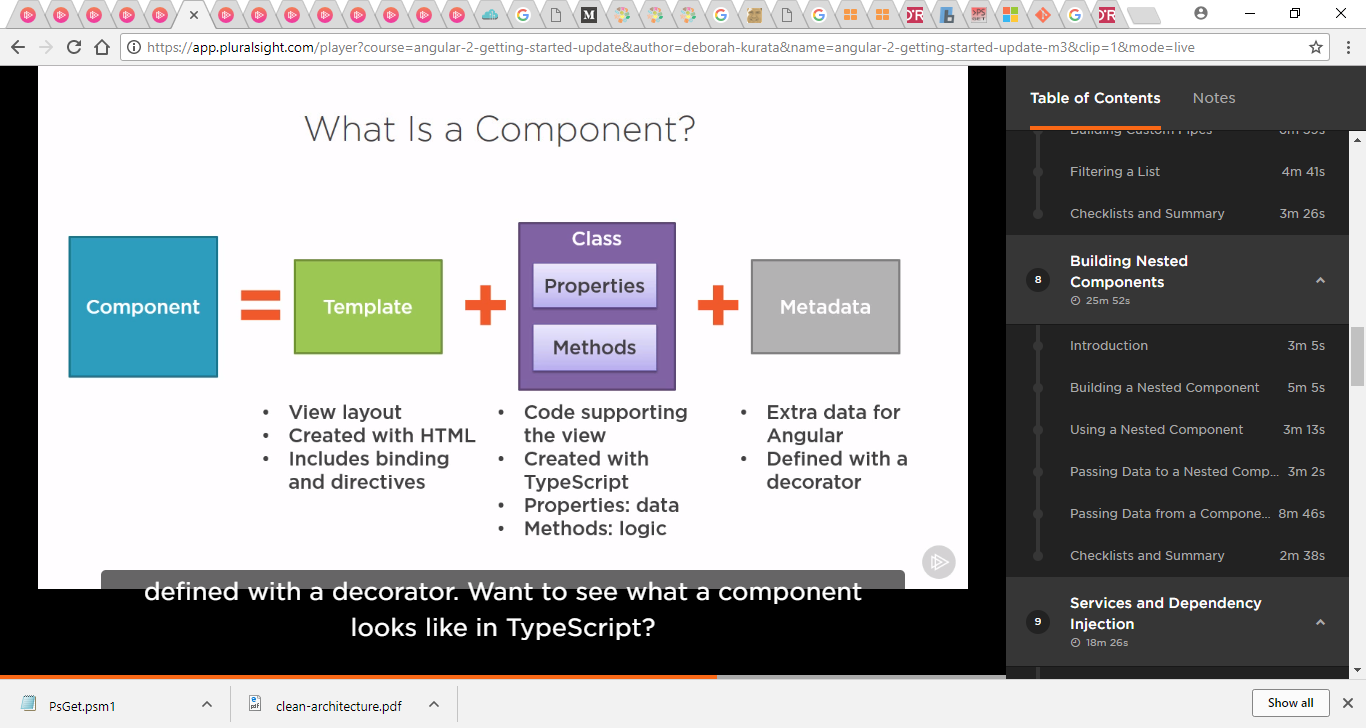 https://app.pluralsight.com/player?course=angular-2-getting-started-update&author=deborah-kurata&name=angular-2-getting-started-update-m3&clip=1&mode=live
What Is a Component?
Component
Template
Class
Properties
Methods
Metadata
• View layout
• Created with HTML
• Includes binding
and directives
• Code supporting
the view
• Created with
TypeScript
• Properties: data
• Methods: logic
• Extra data for
Angular
• Defined with a
decorator
defined with a decorator. Want to see what a component
looks like in TypeScript?
Table of Contents Notes
Building Custom Pipes
Filtering a List 4m 41s
Checklists and Summary 3m 26s
8
Building Nested
Components
25m 52s
Introduction 3m 5s
Building a Nested Component 5m 5s
Using a Nested Component 3m 13s
Passing Data to a Nested Comp... 3m 2s
Passing Data from a Compone... 8m 46s
Checklists and Summary 2m 38s
9
Services and Dependency
Injection
18m 26s
PsGet.psm1
clean-architecture.pdf
Show all